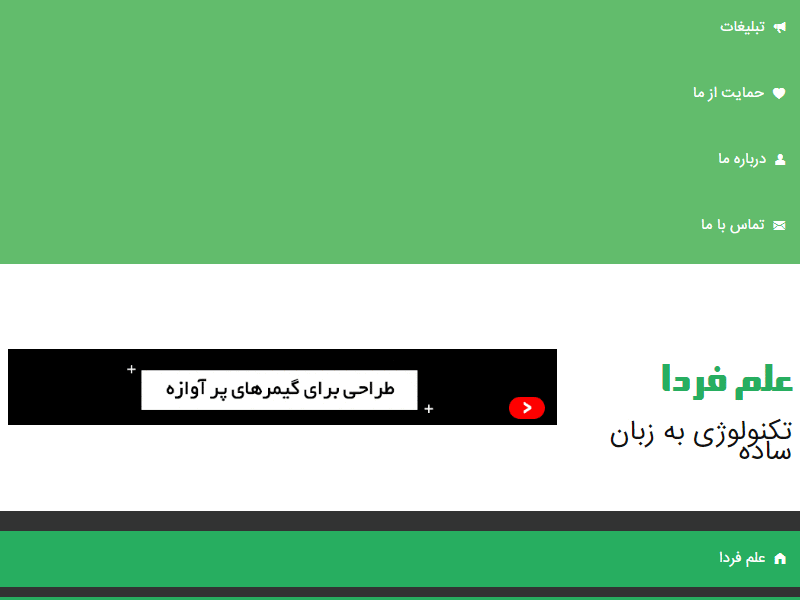 تبلیغات
حمایت از ما
درباره ما
تماس با ما
علم فردا
تکنولوژی به زبان
ساده
طراحی برای گیمرهای پر آوازه
علم فردا